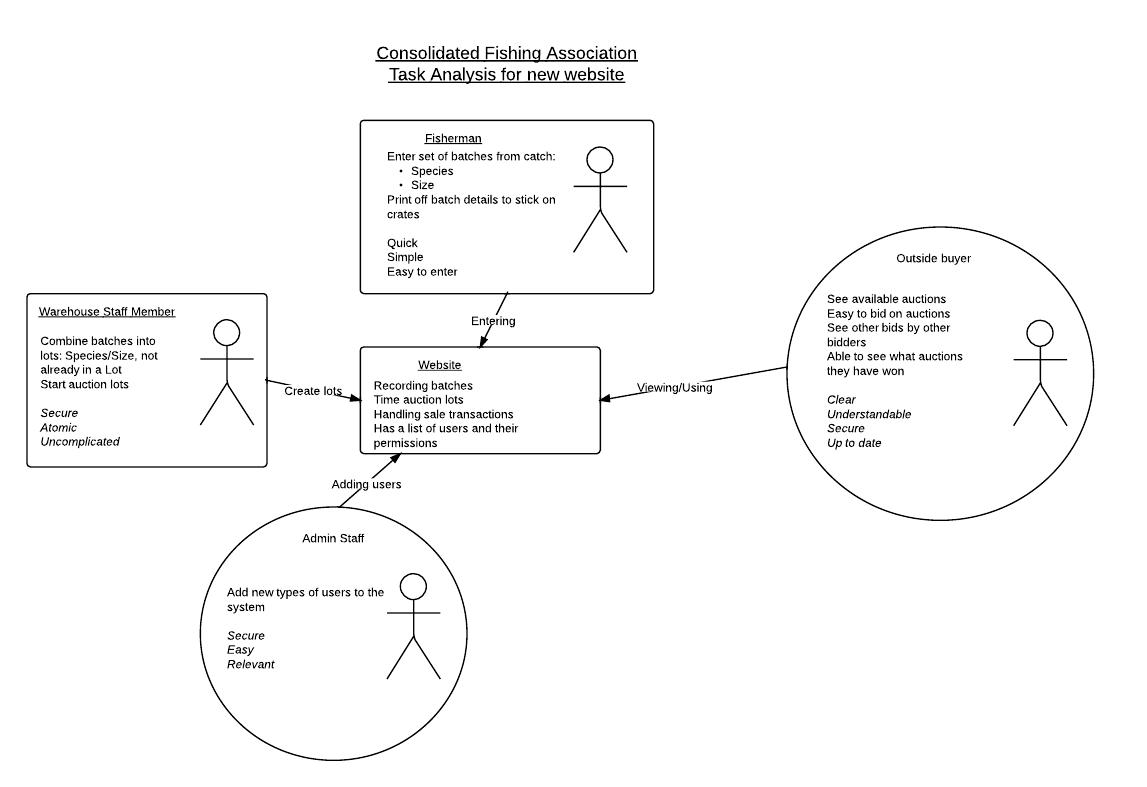 Consolidated Fishing Association
Task Analysis for new website
Fisherman
Enter set of batches from catch:
• Species
• Size
Print off batch details to stick on
crates
Quick
Simple
Easy to enter
Entering
Warehouse Staff Member
Combine batches into
lots: Species/Size, not
already in a Lot
Start auction lots
Secure
Atomic
Uncomplicated
Create lots
Website
Recording batches
Time auction lots
Handling sale transactions
Has a list of users and their
permissions
Viewing/Using
Outside buyer
See available auctions
Easy to bid on auctions
See other bids by other
bidders
Able to see what auctions
they have won
Clear
Understandable
Secure
Up to date
Adding users
Admin Staff
Add new types of users to the
system
Secure
Easy
Relevant